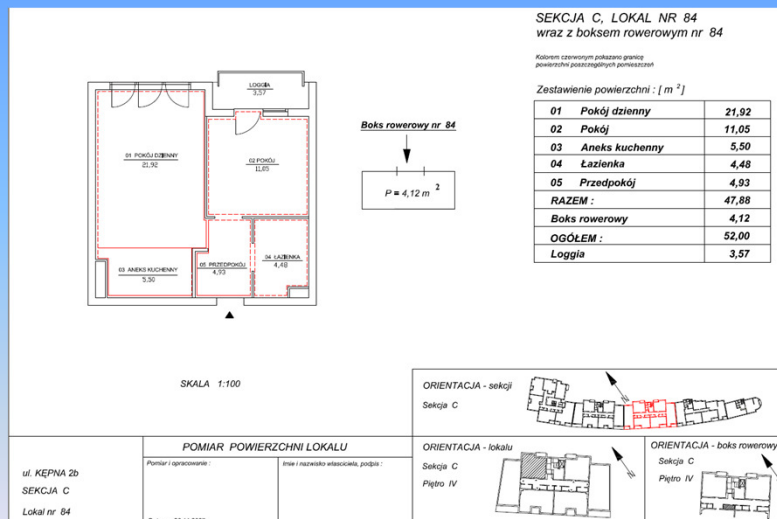 SEKCJA C, LOKAL NR 84
wraz z boksem rowerowym nr 84
Kolorem czerwonym pokazano granice
powierzchni poszczególnych pomieszczeń
Zestawienie powierzchni : [ m 2 ]
01 Pokój dzienny 21,92
02 Pokój 11,05
03 Aneks kuchenny 5,50
04 Łazienka 4,48
05 Przedpokój 4,93
RAZEM : 47,88
Boks rowerowy 4,12
OGÓŁEM : 52,00
Loggia 3,57
LOGGIA
3,57
01 POKÓJ DZIENNY
21,92
02 POKÓJ
11,05
03 ANEKS KUCHENNY
5,50
05 PRZEDPOKÓJ
4,93
04 ŁAZIENKA
4,48
Boks rowerowy nr 84
P = 4,12 m 2
SKALA 1:100
ORIENTACJA - sekcji
Sekcja C
N
ul. KĘPNA 2b
SEKCJA C
Lokal nr 84
POMIAR POWIERZCHNI LOKALU
Pomiar i opracowanie :
Imie i nazwisko własciciela, podpis :
ORIENTACJA - lokalu
Sekcja C
Piętro IV
N
ORIENTACJA - boks rowerowy
Sekcja C
Piętro IV